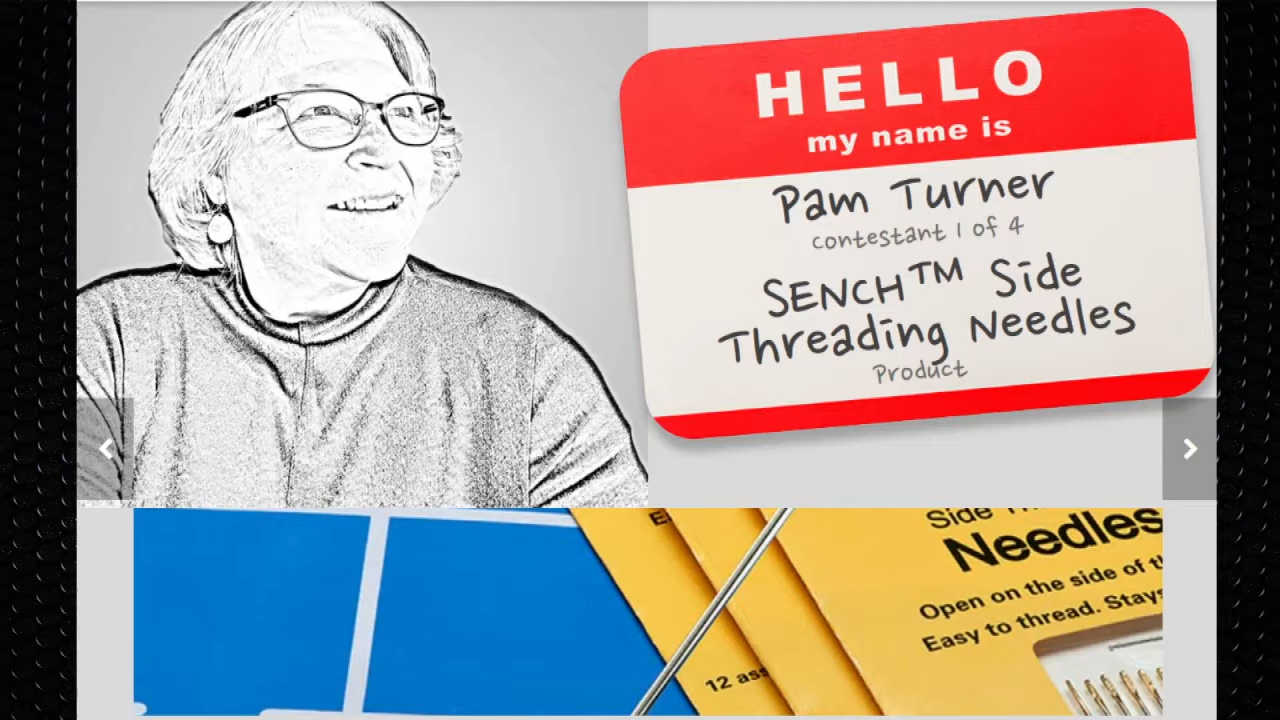 HELLO
my name is
Pam Turner
contestant 1 of 4
SENCH™ Side
Threading Needles
Product
Side
Needles
Open on the side of
Easy to thread. Stays
12